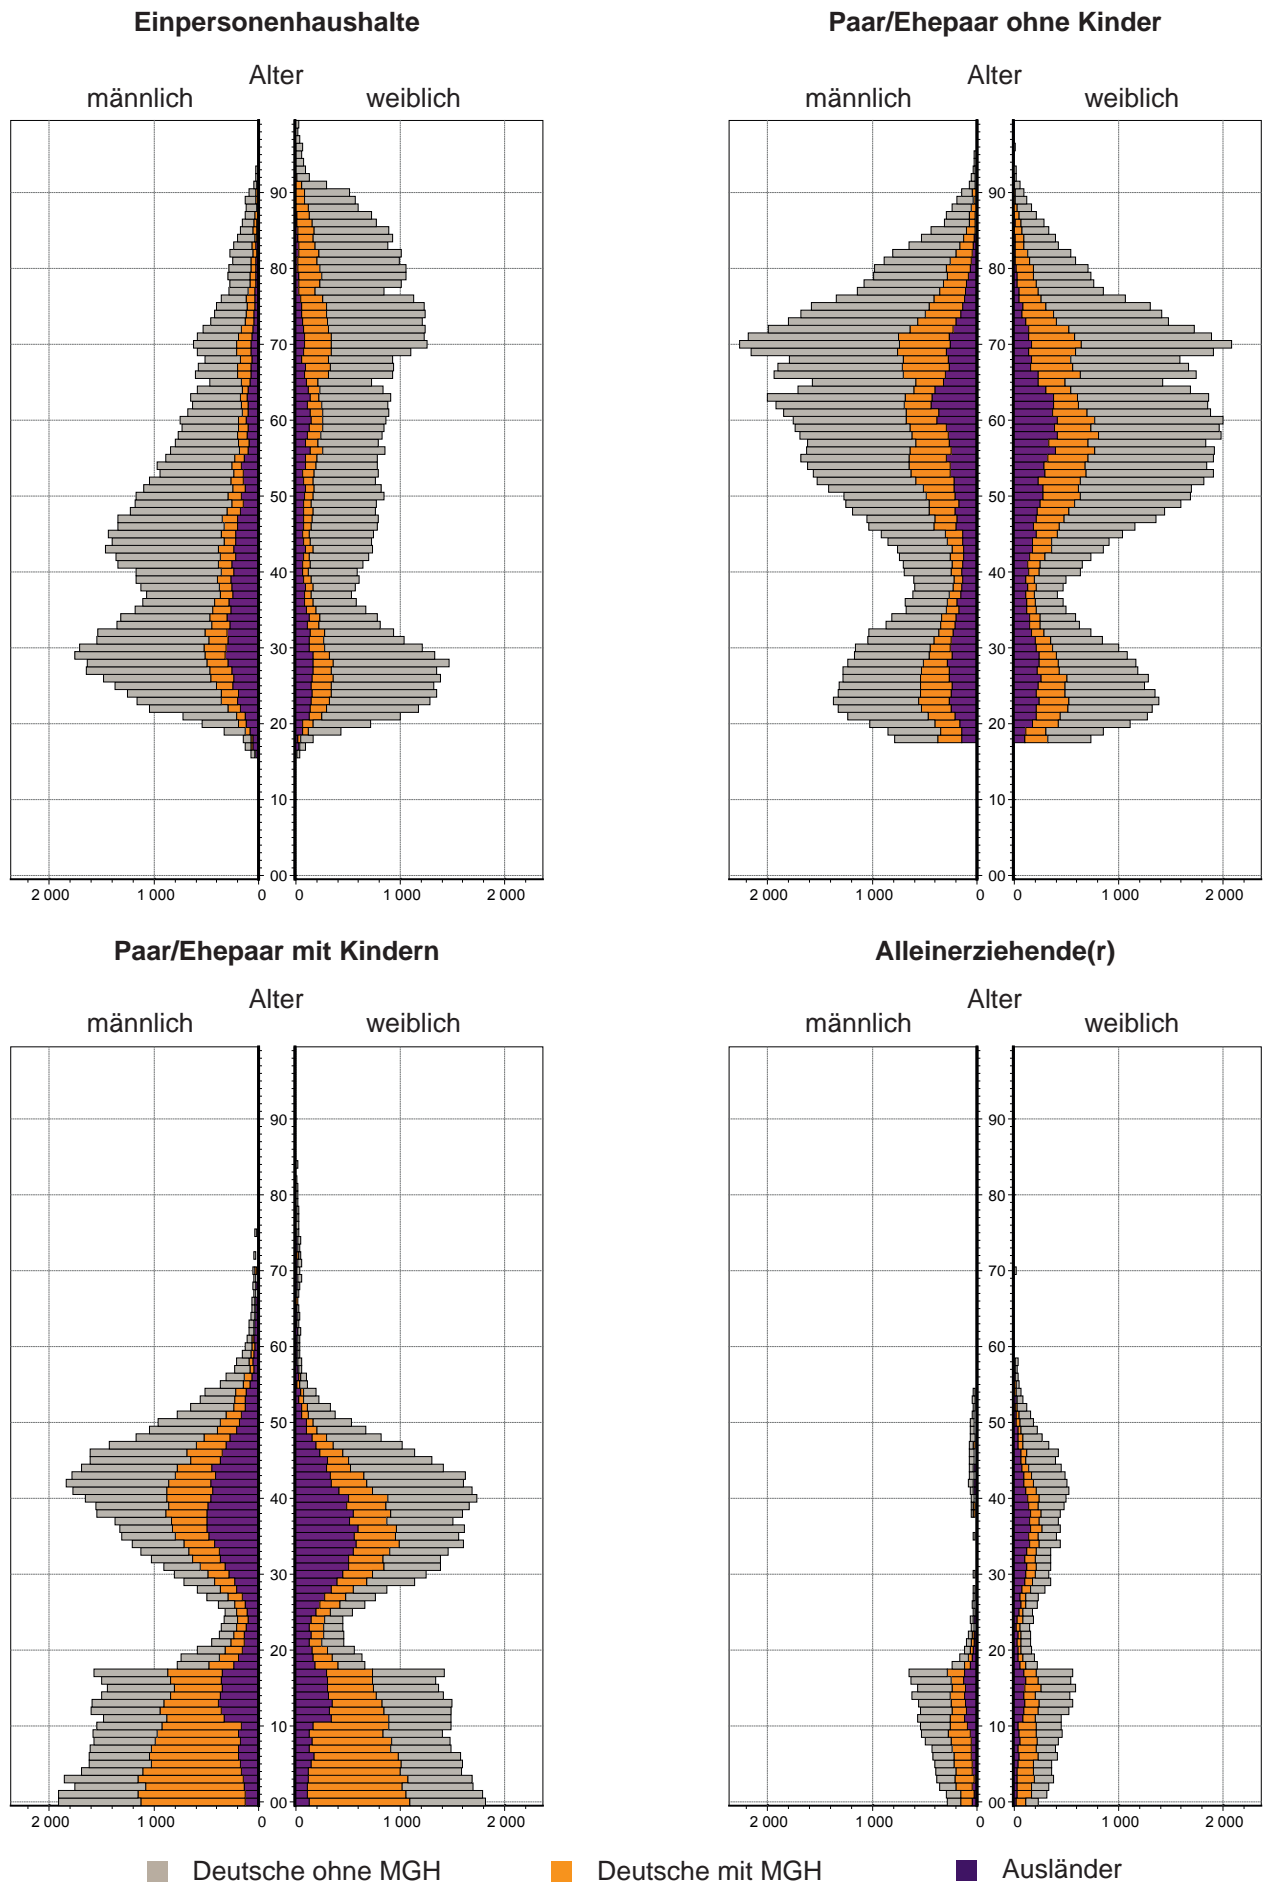 Einpersonenhaushalte
Alter
männlich weiblich
90
80
70
60
50
40
30
20
10
00
2 000 1 000 0 0 1 000 2 000
Paar/Ehepaar ohne Kinder
Alter
männlich weiblich
90
80
70
60
50
40
30
20
10
00
2 000 1 000 0 0 1 000 2 000
Paar/Ehepaar mit Kindern
Alter
männlich weiblich
90
80
70
60
50
40
30
20
10
00
2 000 1 000 0 0 1 000 2 000
Alleinerziehende(r)
Alter
männlich weiblich
90
80
70
60
50
40
30
20
10
00
2 000 1 000 0 0 1 000 2 000
Deutsche ohne MGH Deutsche mit MGH Ausländer